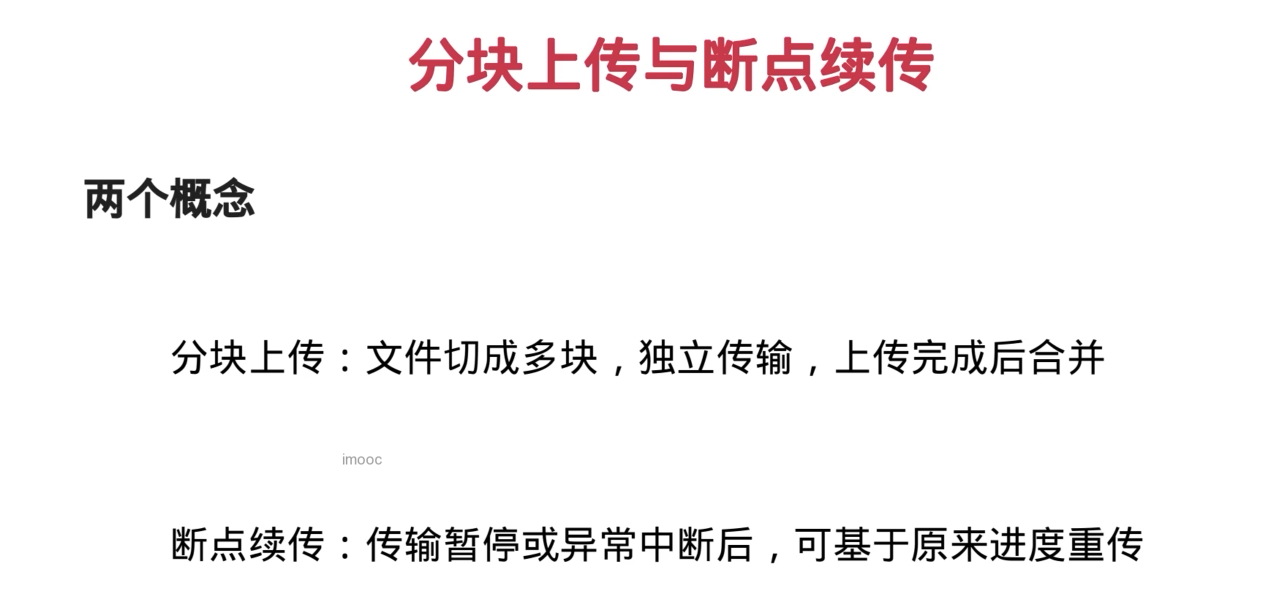 分块上传与断点续传
两个概念
分块上传：文件切成多块，独立传输，上传完成后合并
imooc
断点续传：传输暂停或异常中断后，可基于原来进度重传